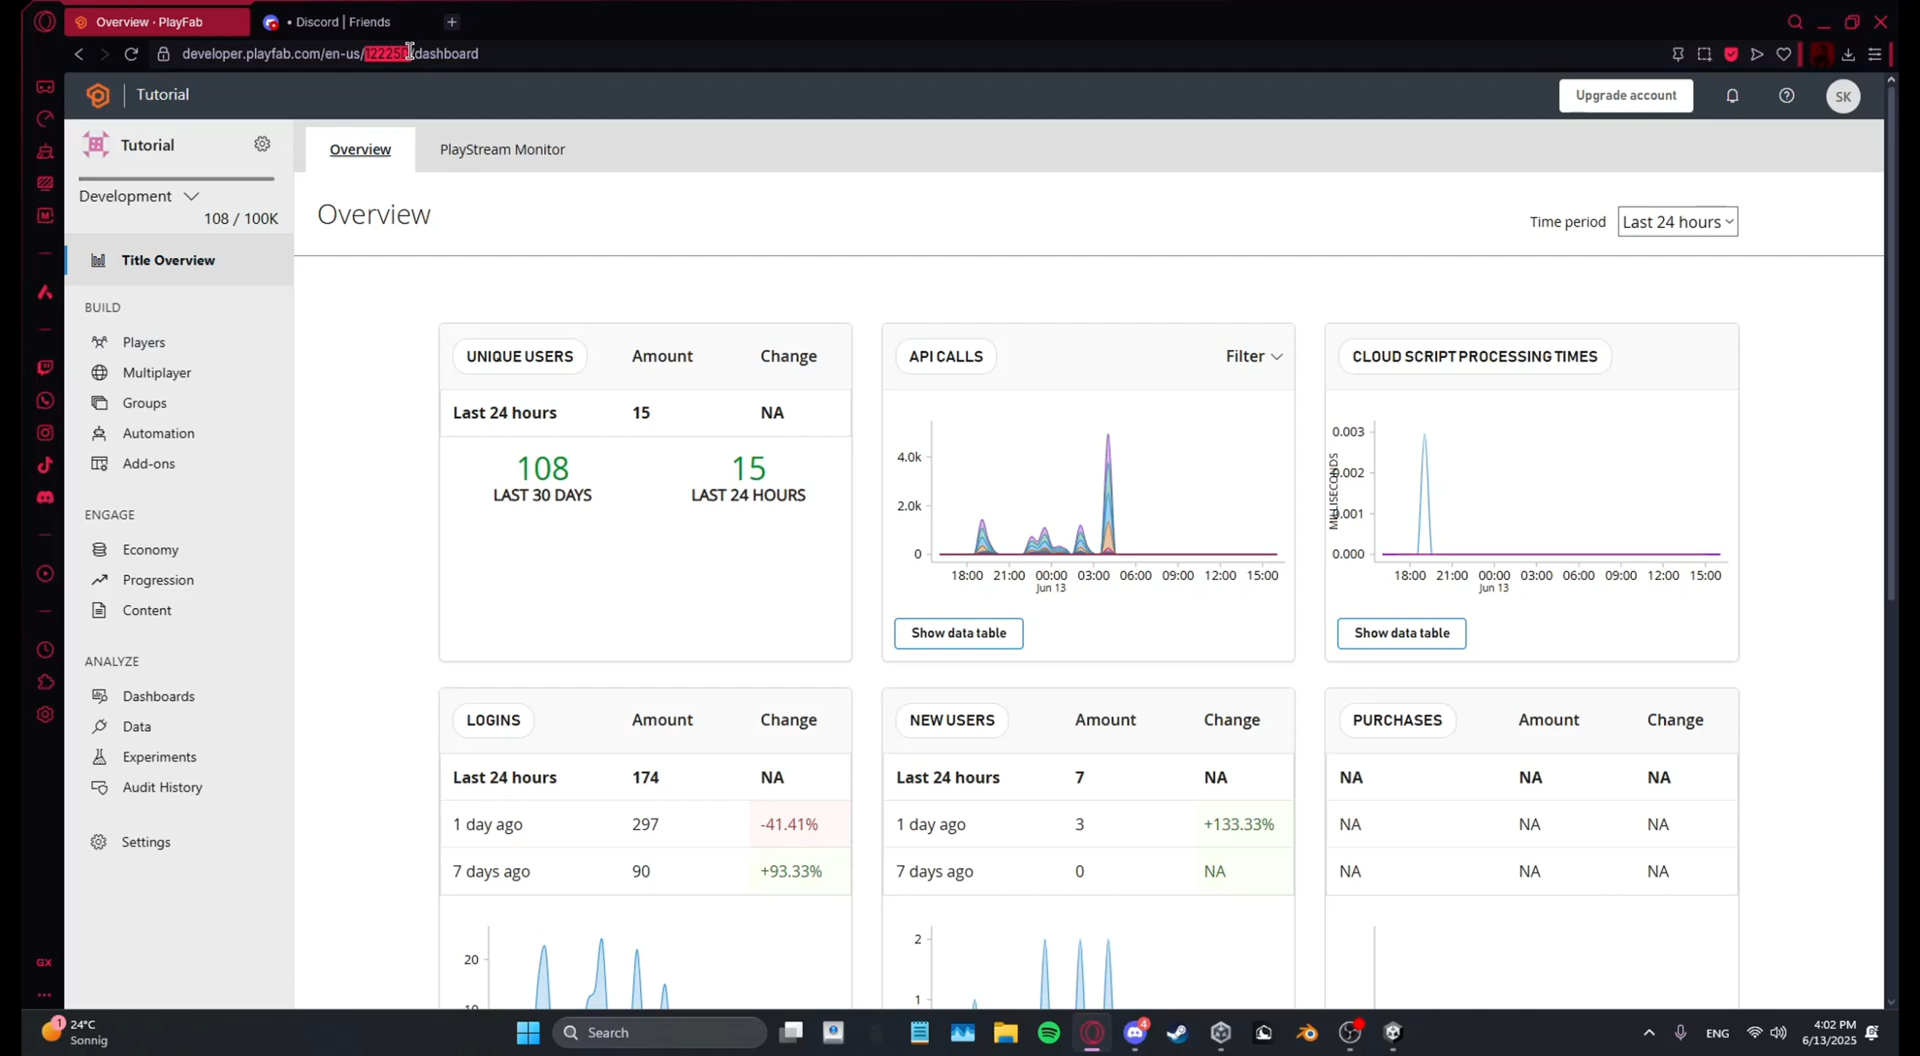 Overview · PlayFab
• Discord | Friends
developer.playfab.com/en-us/12225 /dashboard
Tutorial
Upgrade account
SK
Tutorial
Development
108 / 100K
Title Overview
BUILD
Players
Multiplayer
Groups
Automation
Add-ons
ENGAGE
Economy
Progression
Content
ANALYZE
Dashboards
Data
Experiments
Audit History
Settings
Overview
PlayStream Monitor
Overview
Time period
Last 24 hours
UNIQUE USERS Amount Change
Last 24 hours 15 NA
108 15
LAST 30 DAYS LAST 24 HOURS
API CALLS Filter
4.0k
2.0k
0
18:00 21:00 00:00 03:00 06:00 09:00 12:00 15:00
Jun 13
Show data table
CLOUD SCRIPT PROCESSING TIMES
MILLISECONDS
0.003
0.002
0.001
0.000
18:00 21:00 00:00 03:00 06:00 09:00 12:00 15:00
Jun 13
Show data table
LOGINS Amount Change
Last 24 hours 174 NA
1 day ago 297 -41.41%
7 days ago 90 +93.33%
20
10
NEW USERS Amount Change
Last 24 hours 7 NA
1 day ago 3 +133.33%
7 days ago 0 NA
2
1
PURCHASES Amount Change
NA NA NA
NA NA NA
NA NA NA
GX
1
24°C
Sonnig
Search
4
ENG
4:02 PM
6/13/2025